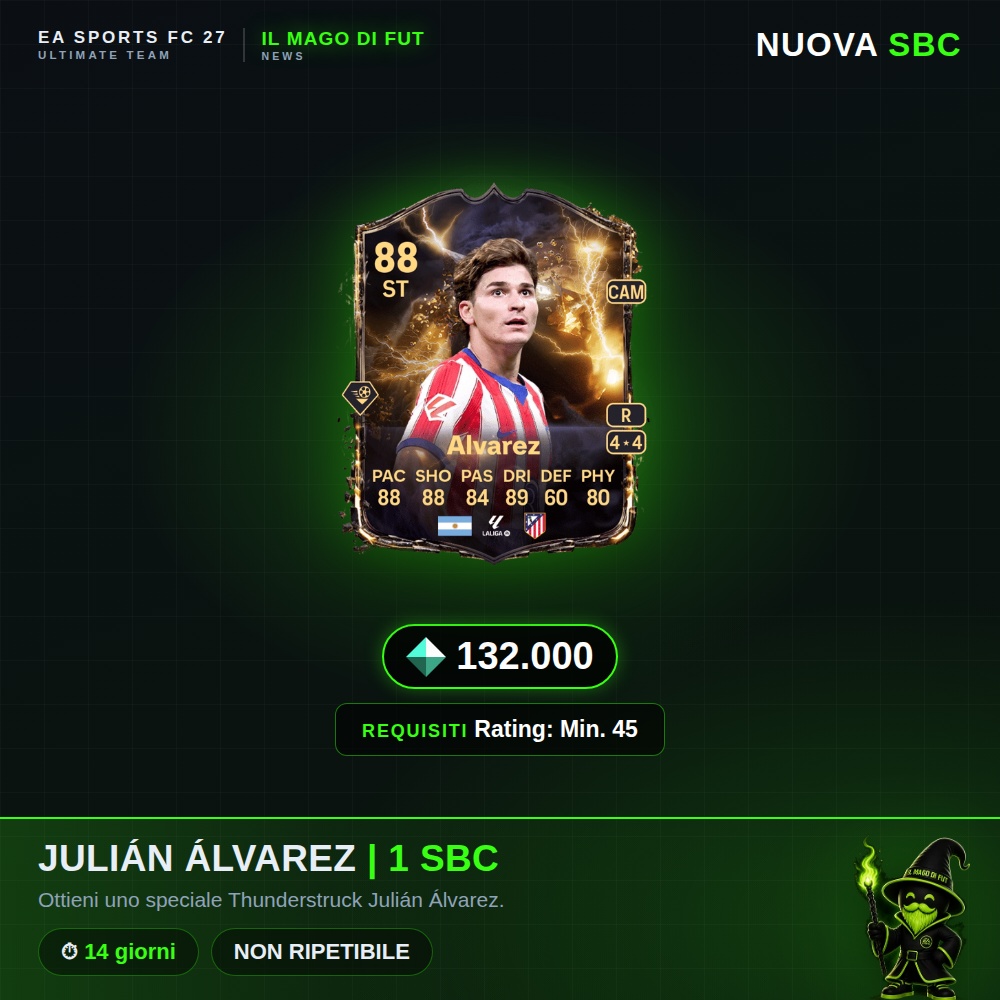 EA SPORTS FC 27
ULTIMATE TEAM
IL MAGO DI FUT
NEWS
NUOVA SBC
88
ST
CAM
R
4★4
Alvarez
PAC SHO PAS DRI DEF PHY
88 88 84 89 60 80
LALIGA
132.000
REQUISITI Rating: Min. 45
JULIÁN ÁLVAREZ | 1 SBC
Ottieni uno speciale Thunderstruck Julián Álvarez.
⏱ 14 giorni
NON RIPETIBILE
IL MAGO DI FUT